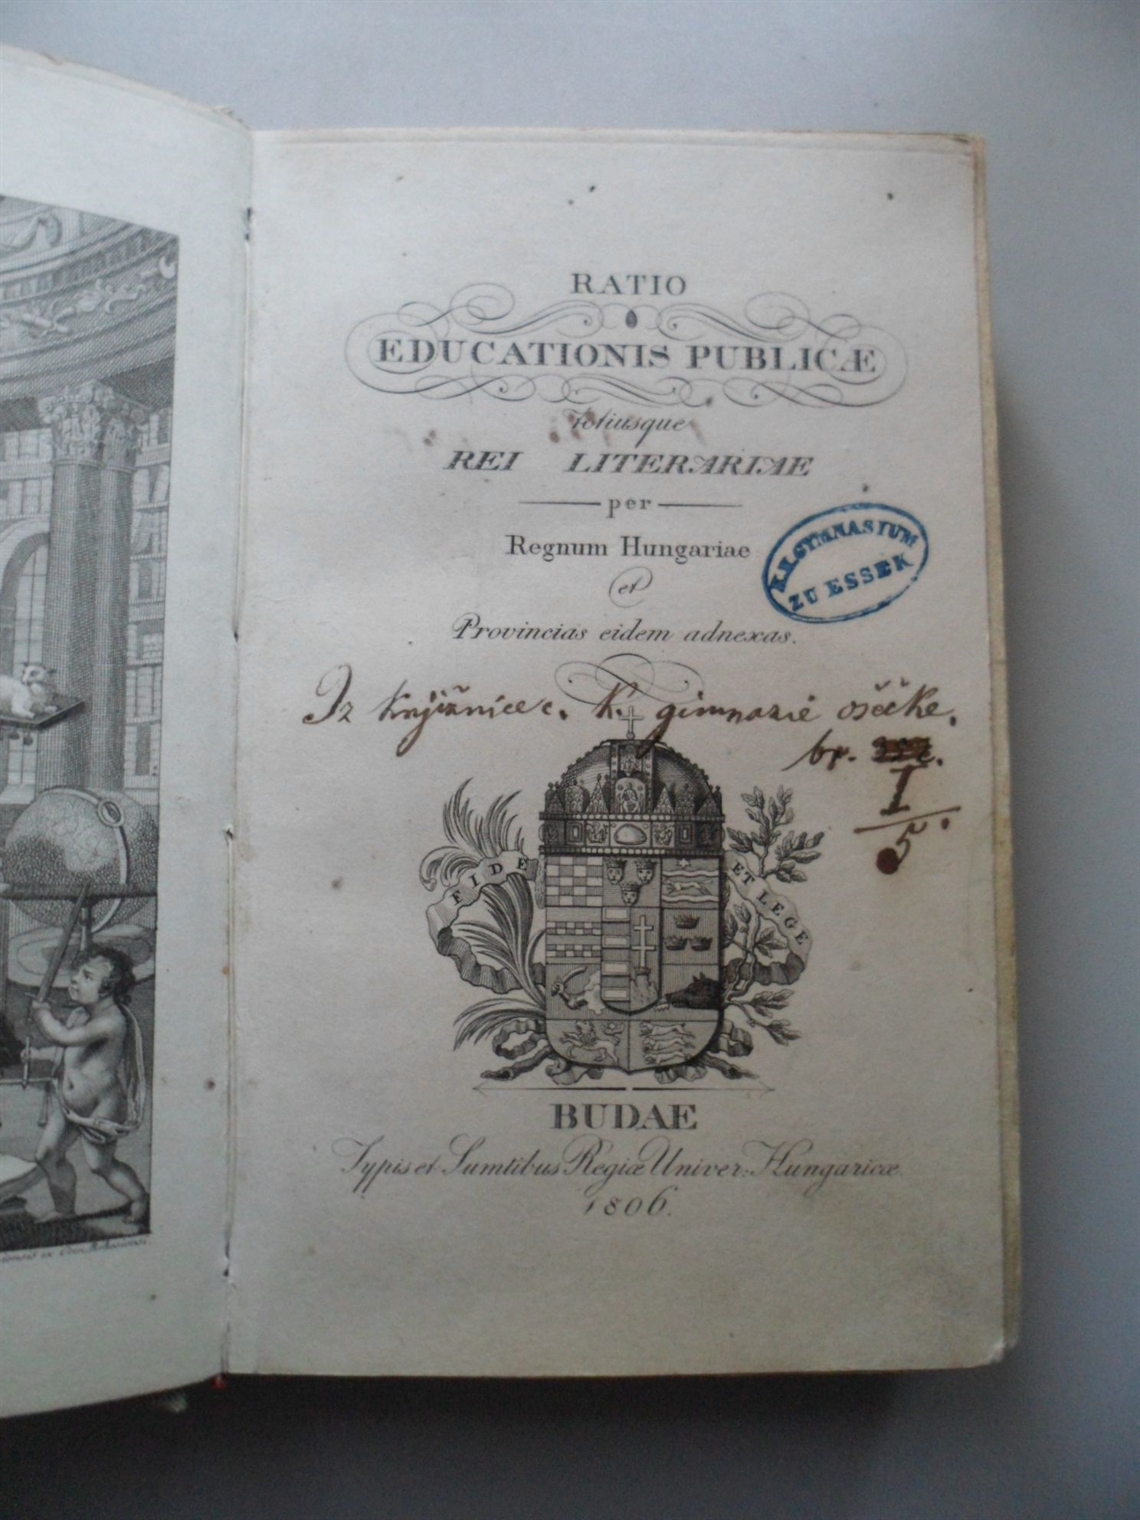 RATIO
EDUCATIONIS PUBLICÆ
totiusque
REI LITERARIAE
per
Regnum Hungariae
et
Provincias eidem adnexas.
K.K. GYMNASIUM
ZU ESSEK
Iz knjižnice c. K. gimnazie osěčke.
br.
I
5.
FIDE
ET LEGE
BUDAE
Typis et Sumtibus Regiæ Univer: Hungaricæ
1806.